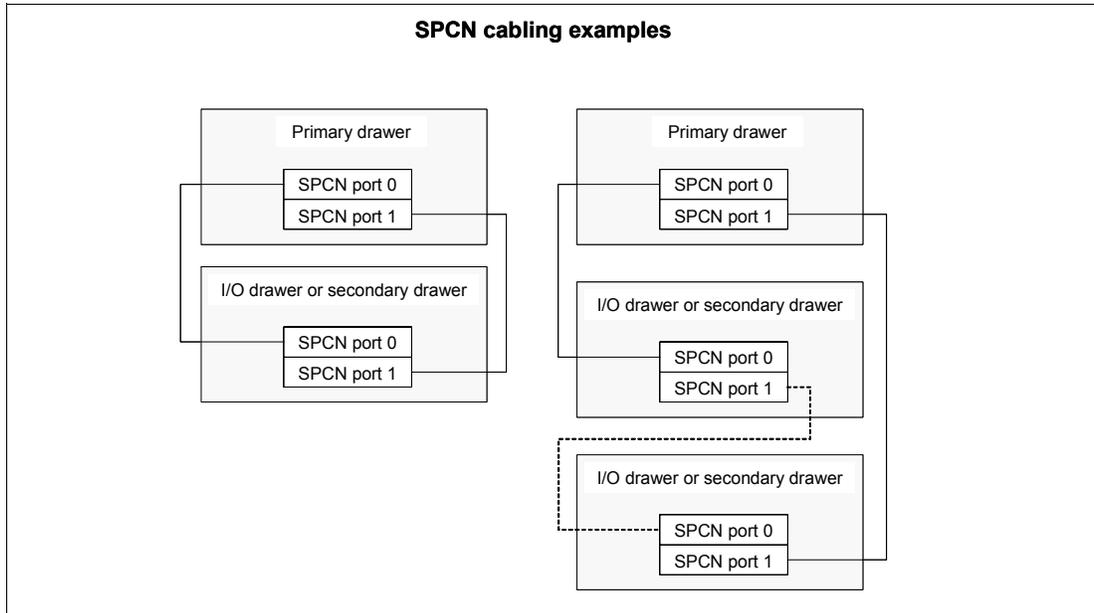 SPCN cabling examples
Primary drawer
SPCN port 0
SPCN port 1
I/O drawer or secondary drawer
SPCN port 0
SPCN port 1
Primary drawer
SPCN port 0
SPCN port 1
I/O drawer or secondary drawer
SPCN port 0
SPCN port 1
I/O drawer or secondary drawer
SPCN port 0
SPCN port 1